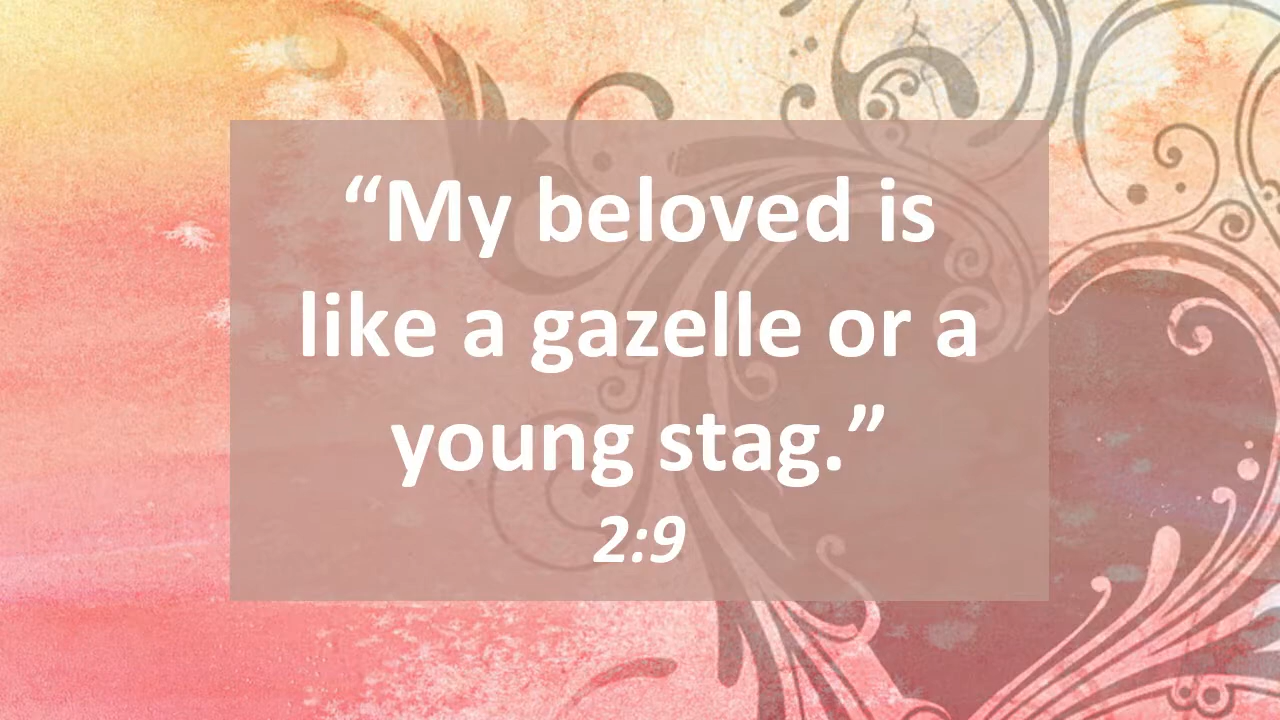 “My beloved is
like a gazelle or a
young stag.”
2:9